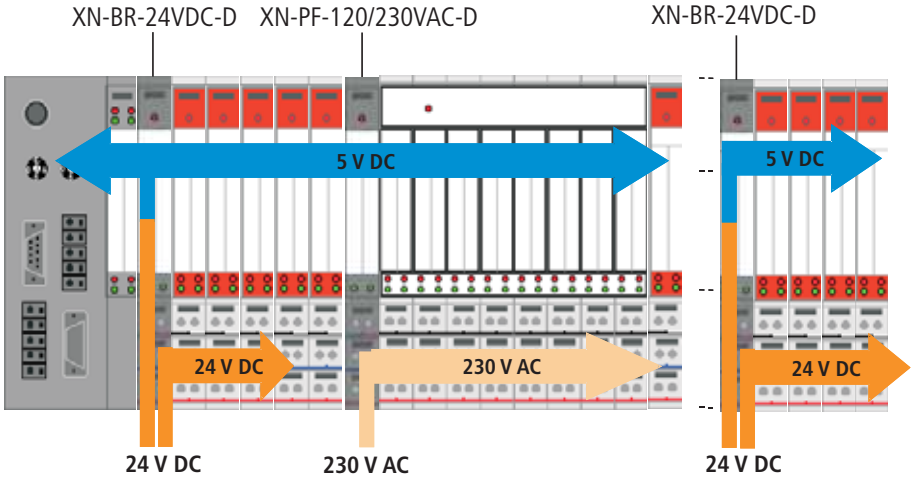 XN-BR-24VDC-D
XN-PF-120/230VAC-D
XN-BR-24VDC-D
5 V DC
5 V DC
24 V DC
230 V AC
24 V DC
24 V DC
230 V AC
24 V DC